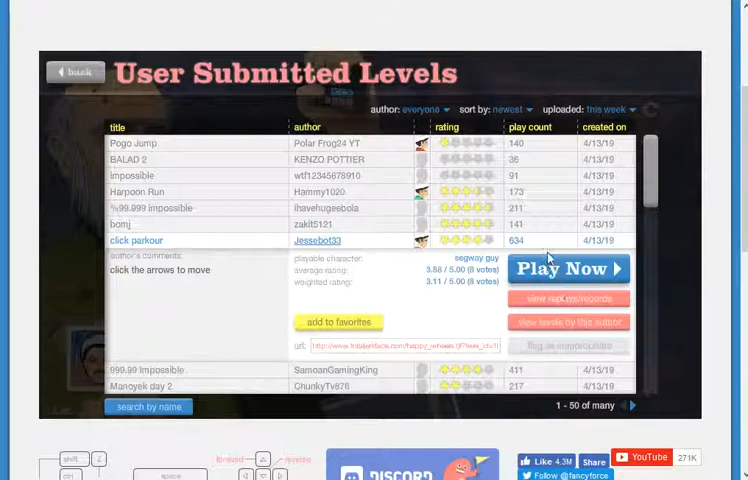 back
User Submitted Levels
author: everyone sort by: newest uploaded: this week
title author rating play count created on
Pogo Jump Polar Frog24 YT 140 4/13/19
BALAD 2 KENZO POTTIER 36 4/13/19
impossible wtf12345678910 91 4/13/19
Harpoon Run Hammy1020 173 4/13/19
%99.999 impossible ihavehugeebola 211 4/13/19
bomj zakit5121 141 4/13/19
click parkour Jessebot33 634 4/13/19
author's comments:
click the arrows to move
playable character: segway guy
average rating: 3.88 / 5.00 (8 votes)
weighted rating: 3.11 / 5.00 (8 votes)
Play Now
view replays/records
add to favorites
view levels by this author
url:
flag as inappropriate
999.99 Impossible SamoanGamingKing 411 4/13/19
Manoyek day 2 ChunkyTv876 217 4/13/19
search by name
1 - 50 of many
shift Z
forward reverse
ctrl
space
DISCORD
Like 4.3M Share
YouTube 271K
Follow @fancyforce